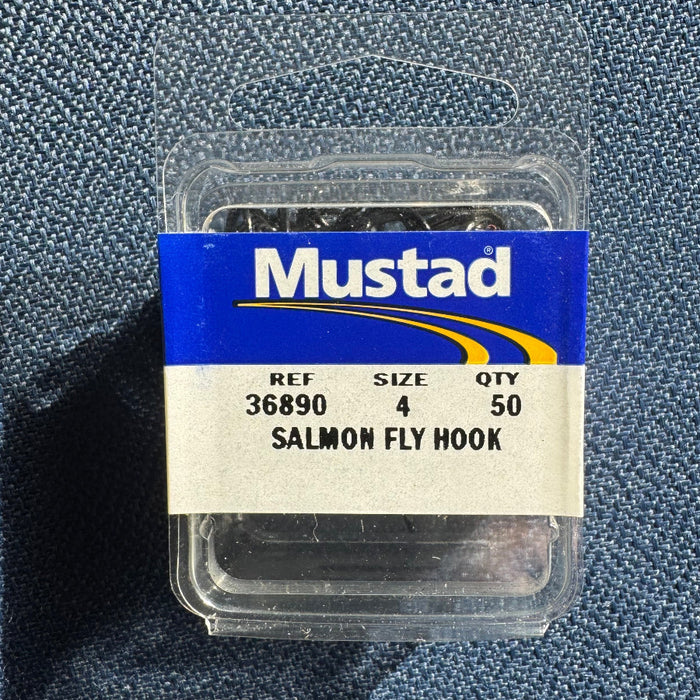 Mustad®
REF SIZE QTY
36890 4 50
SALMON FLY HOOK